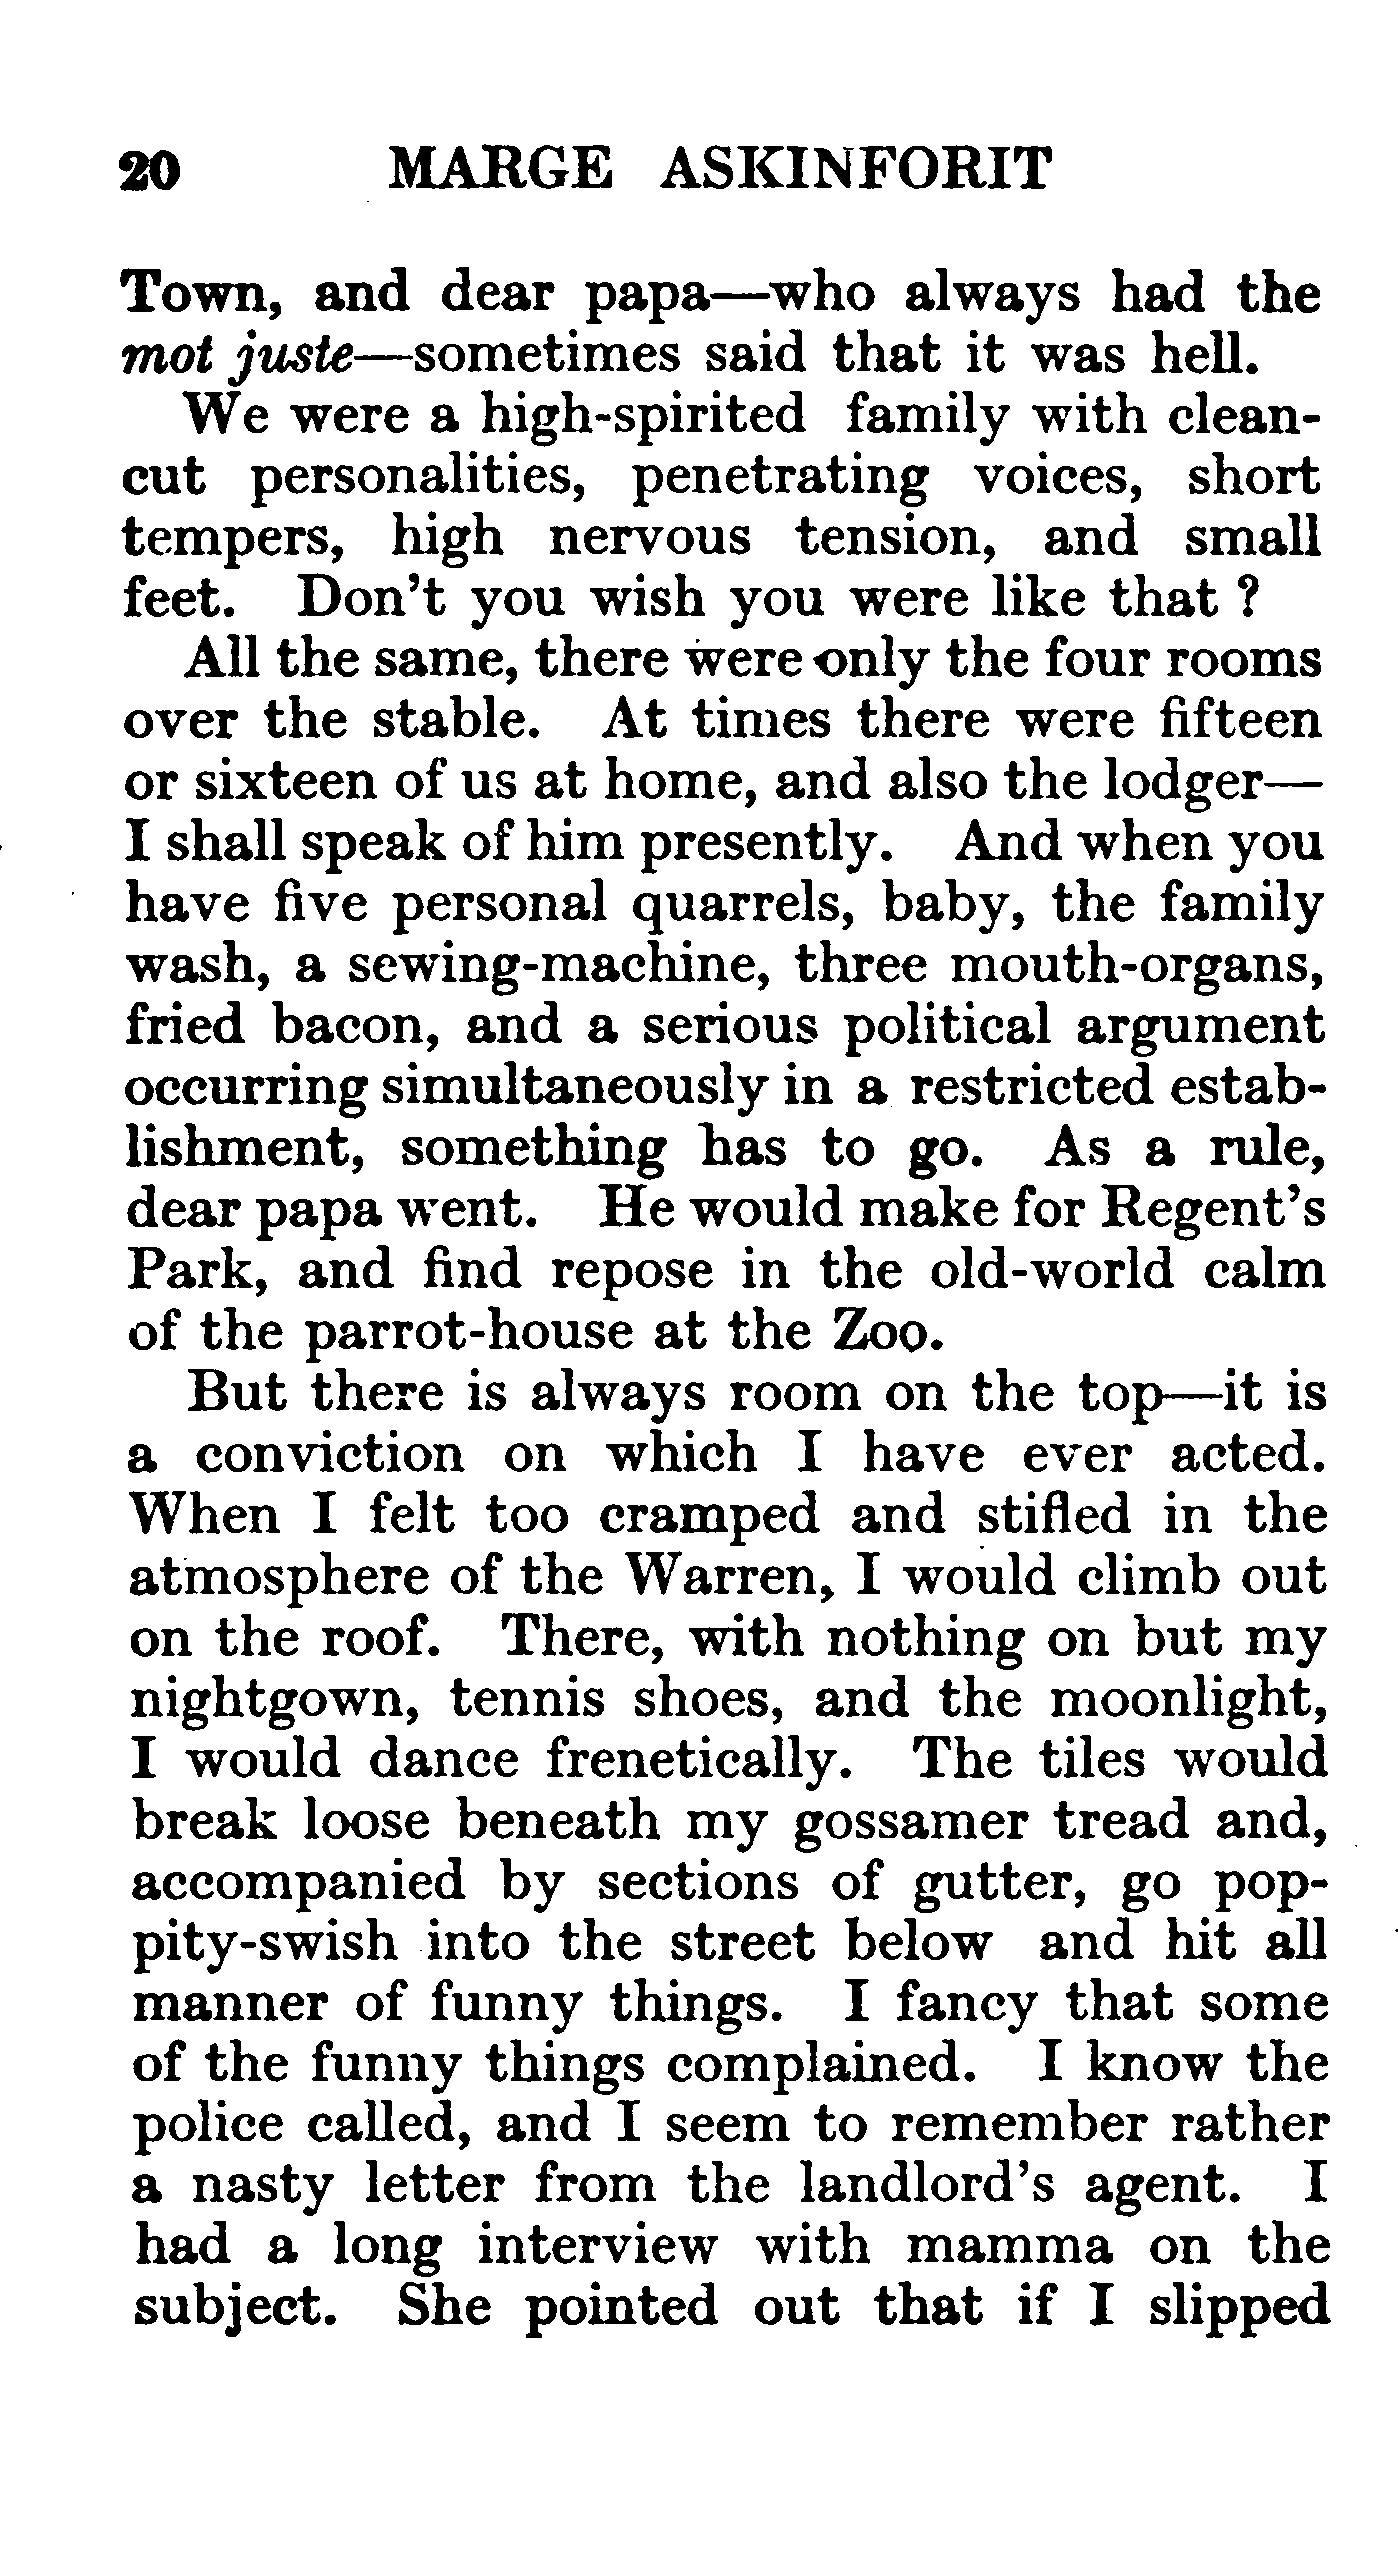 20 MARGE ASKINFORIT
Town, and dear papa—who always had the
mot juste—sometimes said that it was hell.
We were a high-spirited family with clean-
cut personalities, penetrating voices, short
tempers, high nervous tension, and small
feet. Don't you wish you were like that ?
All the same, there were only the four rooms
over the stable. At times there were fifteen
or sixteen of us at home, and also the lodger—
I shall speak of him presently. And when you
have five personal quarrels, baby, the family
wash, a sewing-machine, three mouth-organs,
fried bacon, and a serious political argument
occurring simultaneously in a restricted estab-
lishment, something has to go. As a rule,
dear papa went. He would make for Regent's
Park, and find repose in the old-world calm
of the parrot-house at the Zoo.
But there is always room on the top—it is
a conviction on which I have ever acted.
When I felt too cramped and stifled in the
atmosphere of the Warren, I would climb out
on the roof. There, with nothing on but my
nightgown, tennis shoes, and the moonlight,
I would dance frenetically. The tiles would
break loose beneath my gossamer tread and,
accompanied by sections of gutter, go pop-
pity-swish into the street below and hit all
manner of funny things. I fancy that some
of the funny things complained. I know the
police called, and I seem to remember rather
a nasty letter from the landlord's agent. I
had a long interview with mamma on the
subject. She pointed out that if I slipped